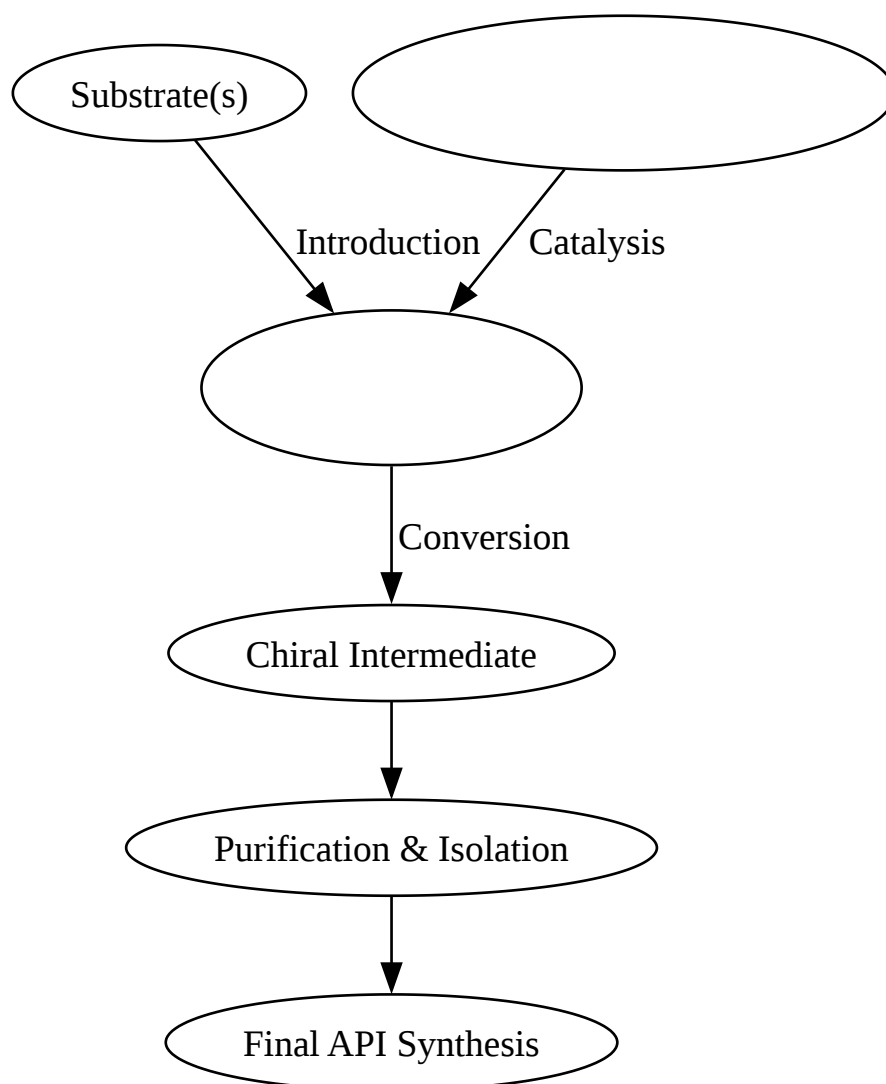 Substrate(s)
Introduction
Catalysis
Conversion
Chiral Intermediate
Purification & Isolation
Final API Synthesis